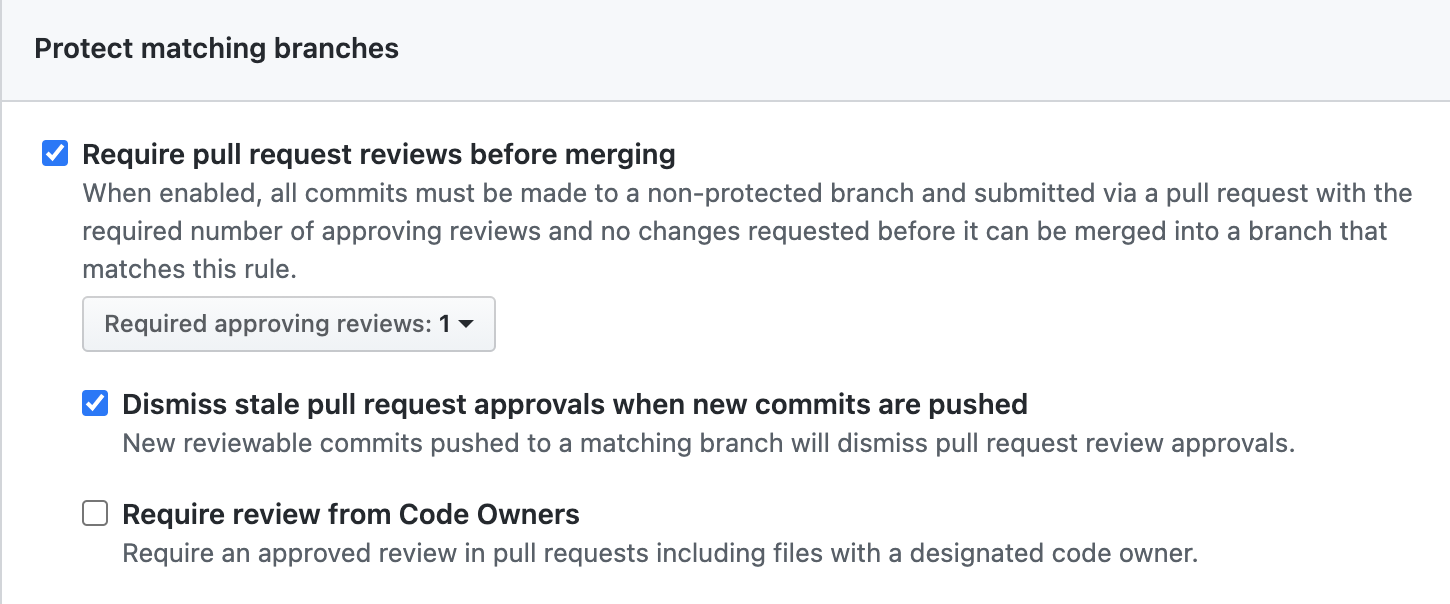 Protect matching branches
Require pull request reviews before merging
When enabled, all commits must be made to a non-protected branch and submitted via a pull request with the
required number of approving reviews and no changes requested before it can be merged into a branch that
matches this rule.
Required approving reviews: 1
Dismiss stale pull request approvals when new commits are pushed
New reviewable commits pushed to a matching branch will dismiss pull request review approvals.
Require review from Code Owners
Require an approved review in pull requests including files with a designated code owner.